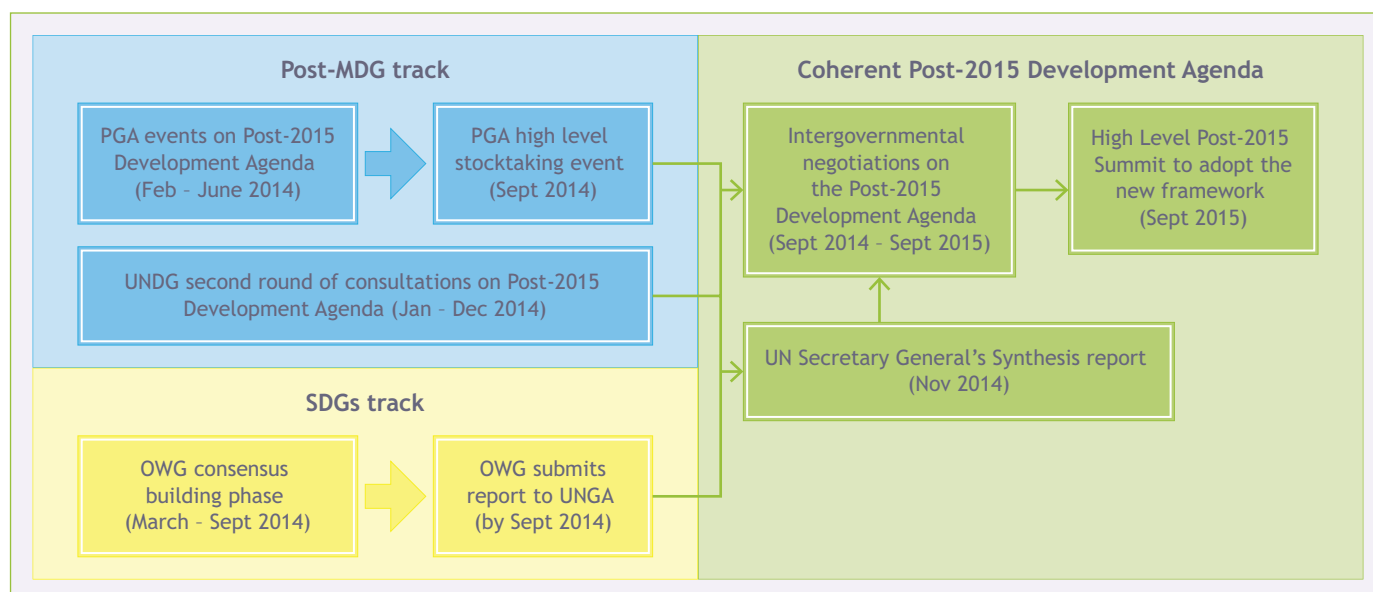 Post-MDG track
PGA events on Post-2015
Development Agenda
(Feb – June 2014)
PGA high level
stocktaking event
(Sept 2014)
UNDG second round of consultations on Post-2015
Development Agenda (Jan – Dec 2014)
SDGs track
OWG consensus
building phase
(March – Sept 2014)
OWG submits
report to UNGA
(by Sept 2014)
Coherent Post-2015 Development Agenda
Intergovernmental
negotiations on
the Post-2015
Development Agenda
(Sept 2014 – Sept 2015)
High Level Post-2015
Summit to adopt the
new framework
(Sept 2015)
UN Secretary General’s Synthesis report
(Nov 2014)